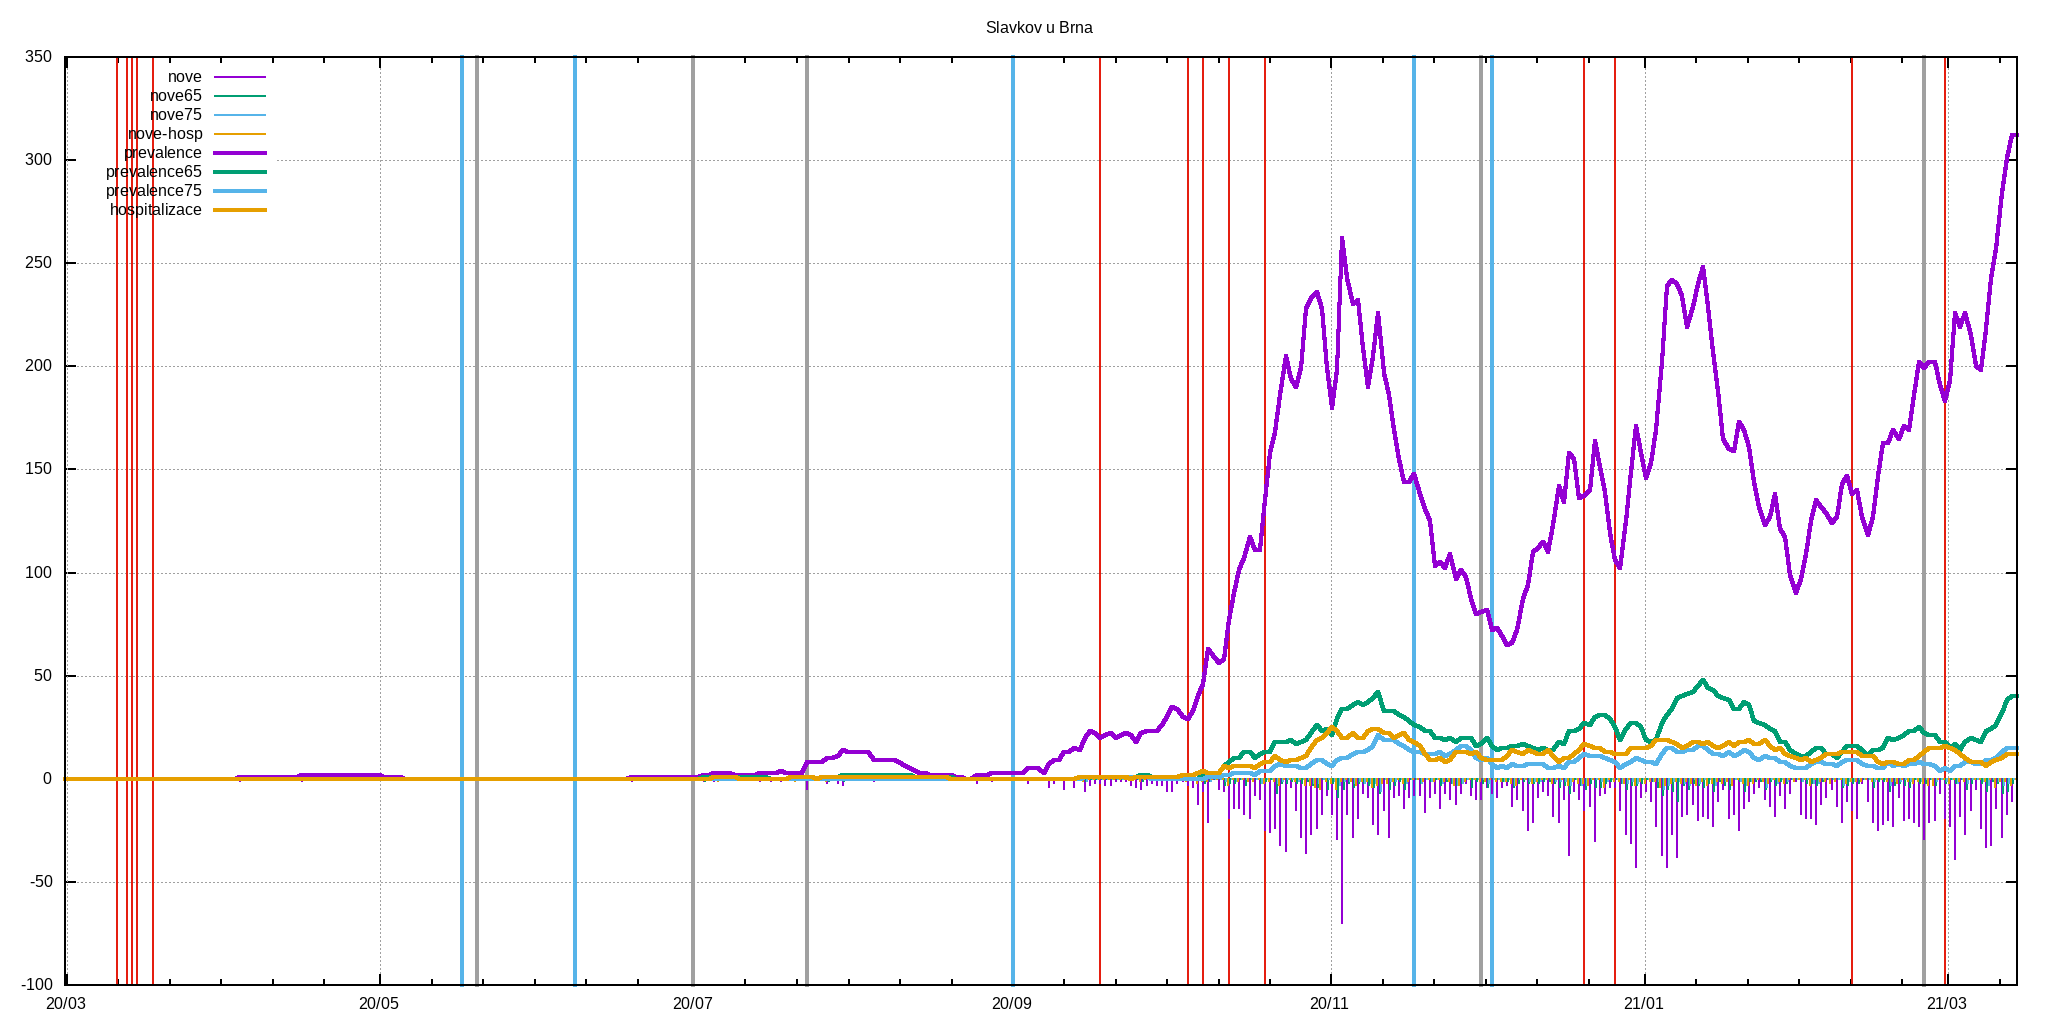 Slavkov u Brna
350
300
250
200
150
100
50
0
-50
-100
nove
nove65
nove75
nove-hosp
prevalence
prevalence65
prevalence75
hospitalizace
20/03 20/05 20/07 20/09 20/11 21/01 21/03